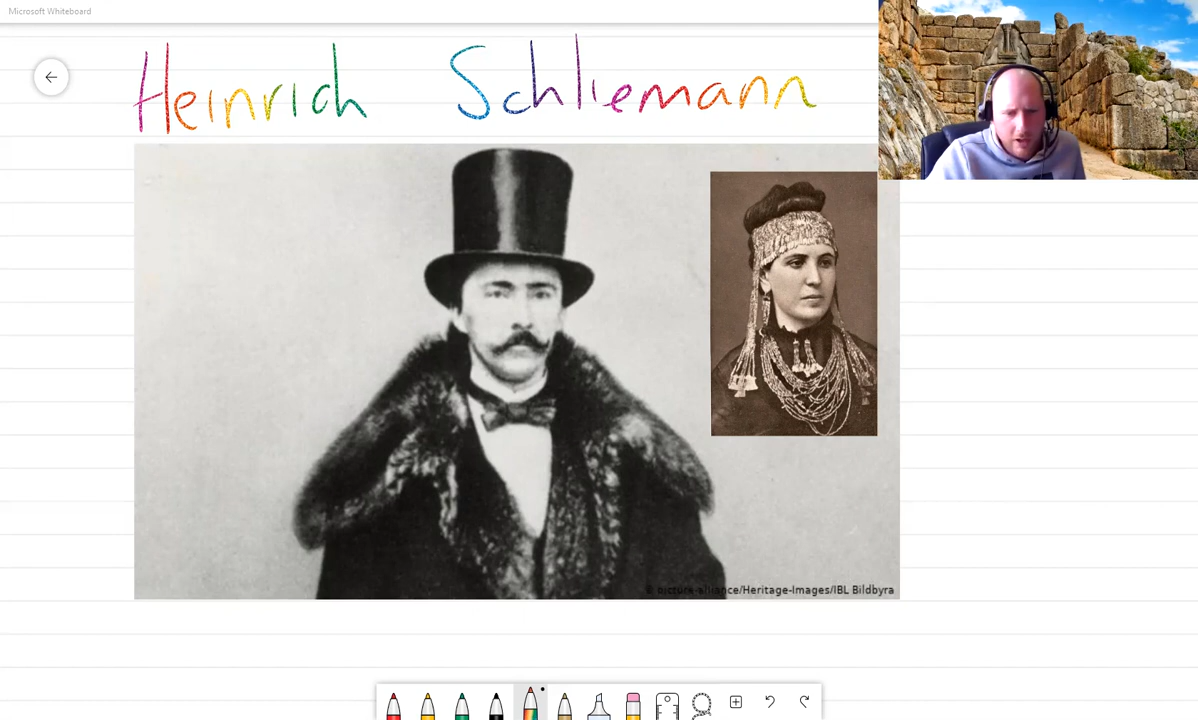 Microsoft Whiteboard
Heinrich Schliemann
© picture-alliance/Heritage-Images/IBL Bildbyra